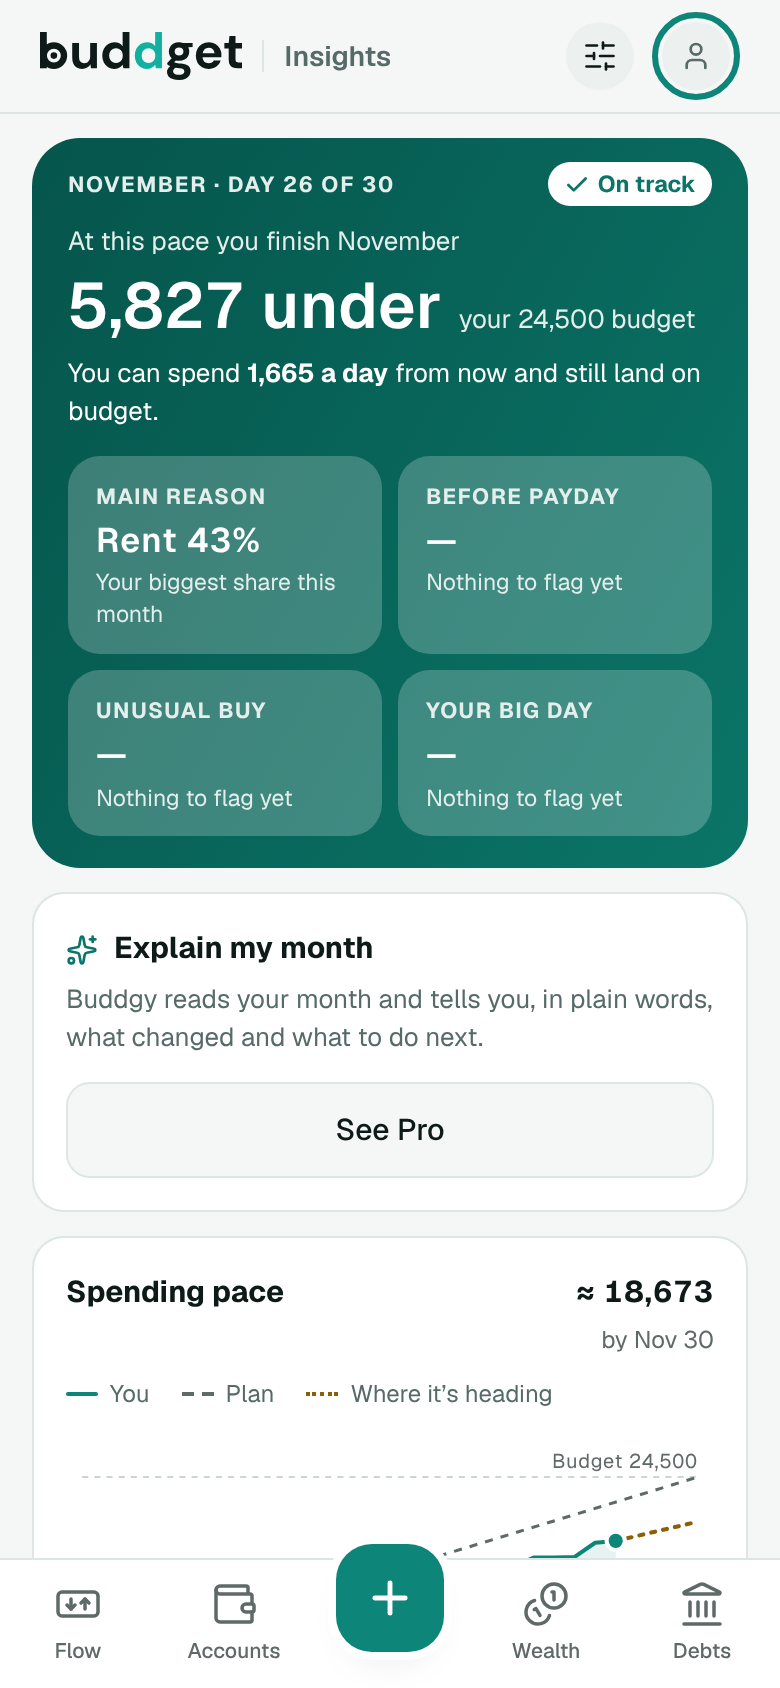 buddget
Insights
NOVEMBER · DAY 26 OF 30
On track
At this pace you finish November
5,827 under your 24,500 budget
You can spend 1,665 a day from now and still land on
budget.
MAIN REASON
Rent 43%
Your biggest share this
month
BEFORE PAYDAY
—
Nothing to flag yet
UNUSUAL BUY
—
Nothing to flag yet
YOUR BIG DAY
—
Nothing to flag yet
Explain my month
Buddgy reads your month and tells you, in plain words,
what changed and what to do next.
See Pro
Spending pace
≈ 18,673
by Nov 30
You
Plan
Where it’s heading
Budget 24,500
Flow
Accounts
Wealth
Debts